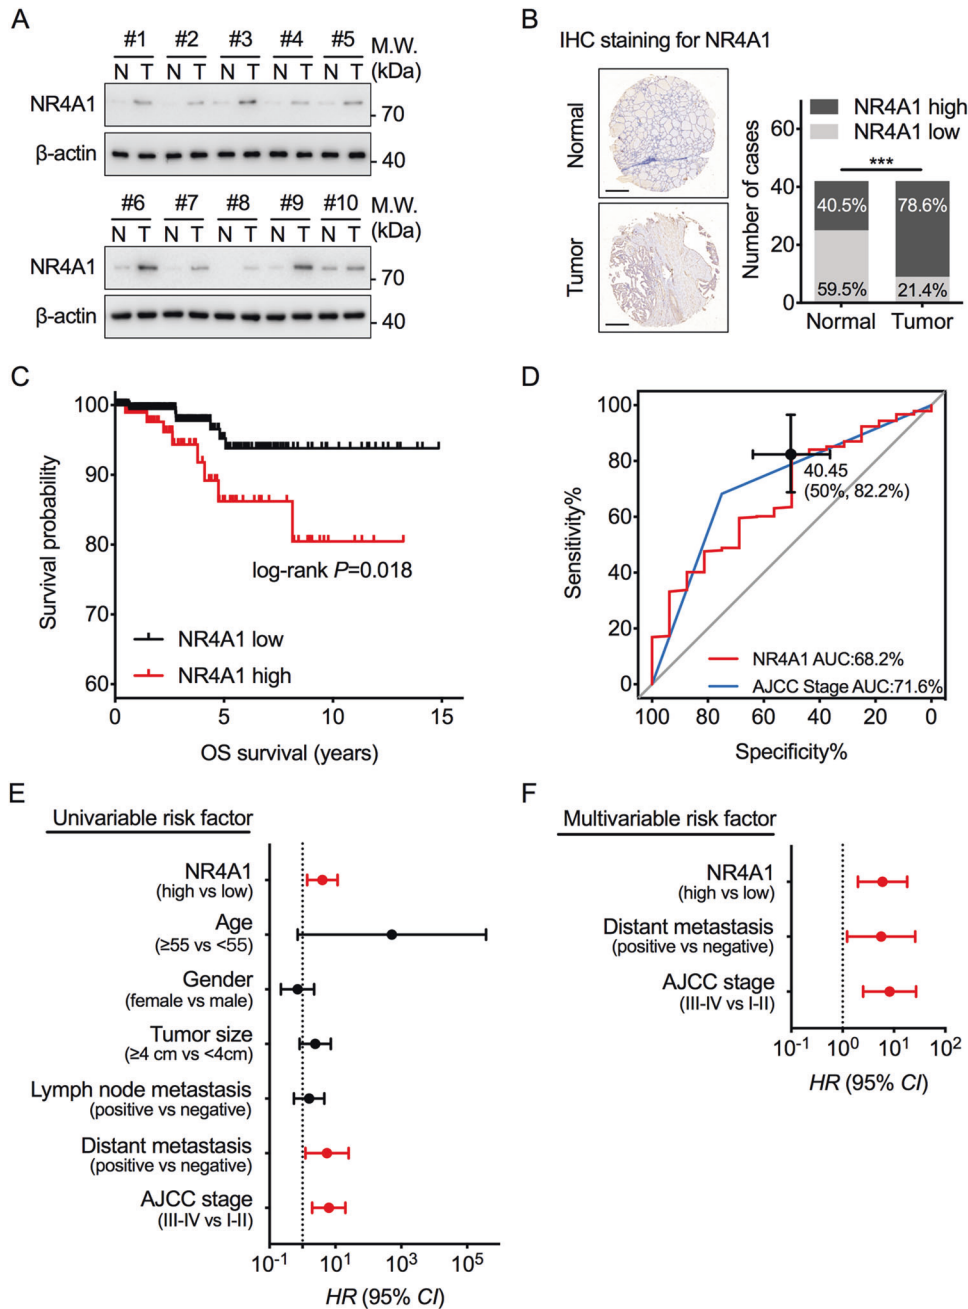 A
#1 #2 #3 #4 #5 M.W.
N T N T N T N T N T (kDa)
NR4A1
70
β-actin
40
#6 #7 #8 #9 #10 M.W.
N T N T N T N T N T (kDa)
NR4A1
70
β-actin
40
B
IHC staining for NR4A1
Normal
Tumor
NR4A1 high
NR4A1 low
Number of cases
60
40
20
0
***
40.5% 78.6%
59.5% 21.4%
Normal Tumor
C
Survival probability
100
90
80
70
60
log-rank P=0.018
NR4A1 low
NR4A1 high
0 5 10 15
OS survival (years)
D
Sensitivity%
100
80
60
40
20
0
40.45
(50%, 82.2%)
NR4A1 AUC:68.2%
AJCC Stage AUC:71.6%
100 80 60 40 20 0
Specificity%
E
Univariable risk factor
NR4A1
(high vs low)
Age
(≥55 vs <55)
Gender
(female vs male)
Tumor size
(≥4 cm vs <4cm)
Lymph node metastasis
(positive vs negative)
Distant metastasis
(positive vs negative)
AJCC stage
(III-IV vs I-II)
10⁻¹ 10¹ 10³ 10⁵
HR (95% CI)
F
Multivariable risk factor
NR4A1
(high vs low)
Distant metastasis
(positive vs negative)
AJCC stage
(III-IV vs I-II)
10⁻¹ 10⁰ 10¹ 10²
HR (95% CI)